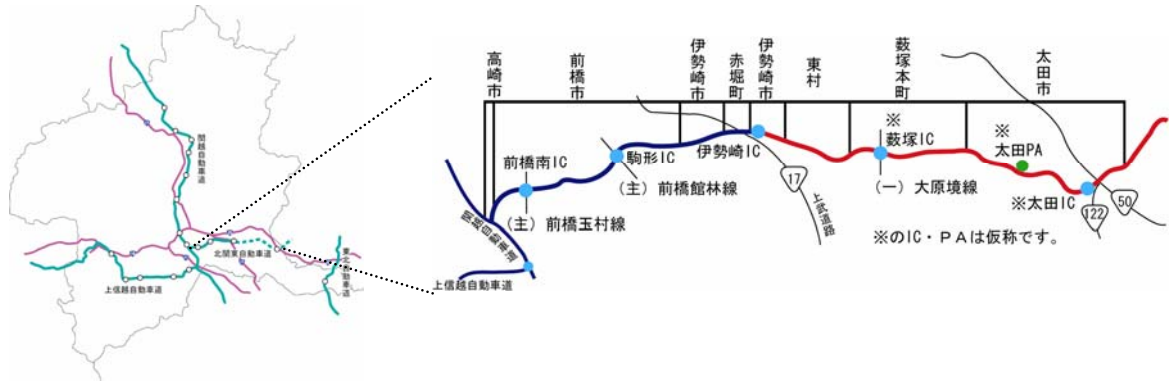 関越自動車道
北関東自動車道
東北自動車道
上信越自動車道
高崎市
前橋市
伊勢崎市
赤堀町
伊勢崎市
東村
薮塚本町
太田市
前橋南IC
(主)前橋玉村線
駒形IC
(主)前橋館林線
伊勢崎IC
17
上武道路
※
薮塚IC
(一)大原境線
※
太田PA
※太田IC
122
50
関越自動車道
上信越自動車道
※のIC・PAは仮称です。